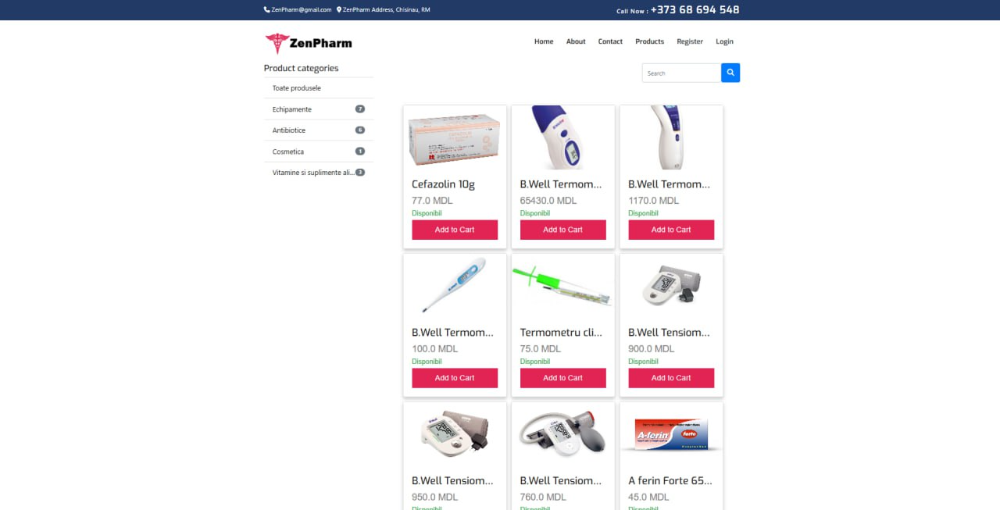 ZenPharm@gmail.com ZenPharm Address, Chisinau, RM
Call Now : +373 68 694 548
ZenPharm
Home About Contact Products Register Login
Product categories
Search
Toate produsele
Echipamente 7
Antibiotice 6
Cosmetica 1
Vitamine si suplimente ali... 3
Cefazolin 10g
77.0 MDL
Disponibil
Add to Cart
B.Well Termom...
65430.0 MDL
Disponibil
Add to Cart
B.Well Termom...
1170.0 MDL
Disponibil
Add to Cart
B.Well Termom...
100.0 MDL
Disponibil
Add to Cart
Termometru cli...
75.0 MDL
Disponibil
Add to Cart
B.Well Tensiom...
900.0 MDL
Disponibil
Add to Cart
B.Well Tensiom...
950.0 MDL
Disponibil
B.Well Tensiom...
760.0 MDL
Disponibil
A-ferin
forte
A ferin Forte 65...
45.0 MDL
Disponibil